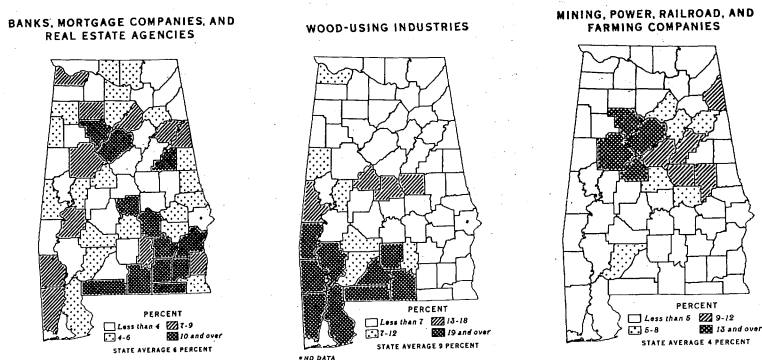 BANKS, MORTGAGE COMPANIES, AND
REAL ESTATE AGENCIES
PERCENT
Less than 4
7-9
4-6
10 and over
STATE AVERAGE 6 PERCENT
WOOD-USING INDUSTRIES
PERCENT
Less than 7
13-18
7-12
19 and over
STATE AVERAGE 9 PERCENT
* NO DATA
MINING, POWER, RAILROAD, AND
FARMING COMPANIES
PERCENT
Less than 5
9-12
5-8
13 and over
STATE AVERAGE 4 PERCENT